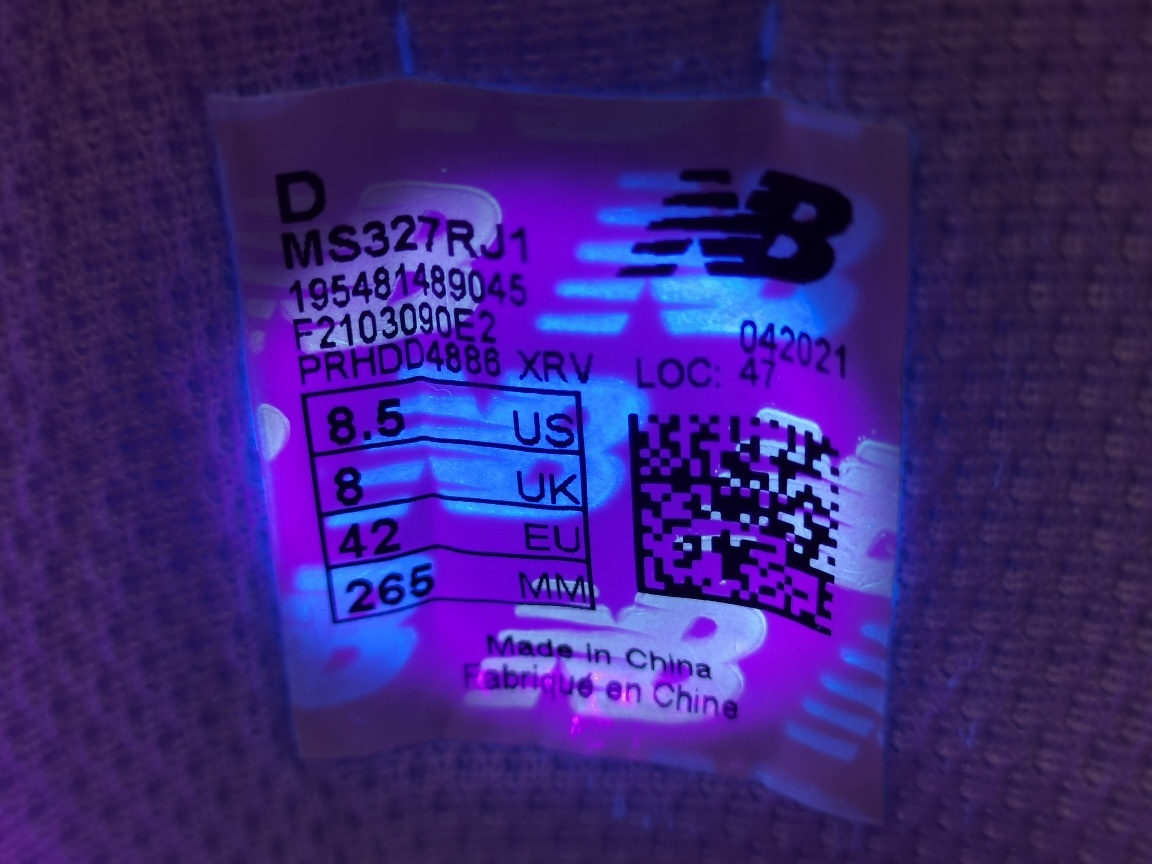 D
NB
MS327RJ1
195481489045
F2103090E2
042021
PRHDD4886 XRV LOC: 47
8.5 US
8 UK
42 EU
265 MM
Made in China
Fabriqué en Chine